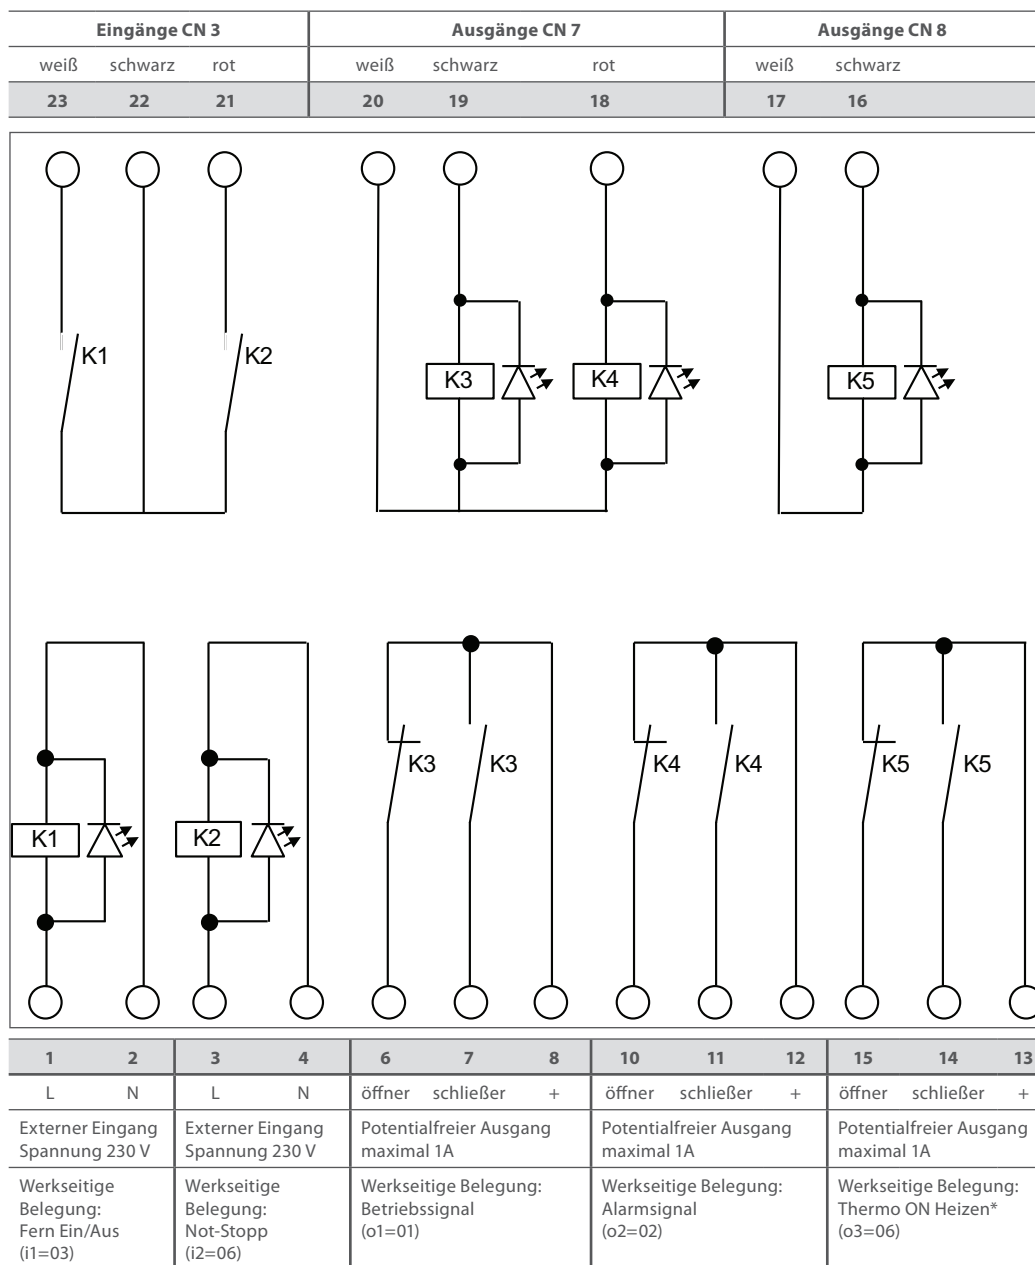 Eingänge CN 3 Ausgänge CN 7 Ausgänge CN 8
weiß schwarz rot weiß schwarz rot weiß schwarz
23 22 21 20 19 18 17 16
K1 K2 K3 K4 K5
K1 K2 K3 K3 K4 K4 K5 K5
1 2 3 4 6 7 8 10 11 12 15 14 13
L N L N öffner schließer + öffner schließer + öffner schließer +
Externer Eingang
Spannung 230 V
Externer Eingang
Spannung 230 V
Potentialfreier Ausgang
maximal 1A
Potentialfreier Ausgang
maximal 1A
Potentialfreier Ausgang
maximal 1A
Werkseitige
Belegung:
Fern Ein/Aus
(i1=03)
Werkseitige
Belegung:
Not-Stopp
(i2=06)
Werkseitige Belegung:
Betriebssignal
(o1=01)
Werkseitige Belegung:
Alarmsignal
(o2=02)
Werkseitige Belegung:
Thermo ON Heizen*
(o3=06)